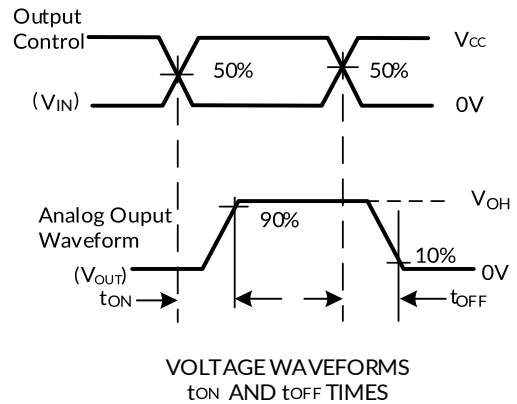 Output
Control
VCC
50%
50%
(VIN)
0V
VOH
Analog Ouput
Waveform
90%
10%
(VOUT)
0V
tON
tOFF
VOLTAGE WAVEFORMS
tON AND tOFF TIMES